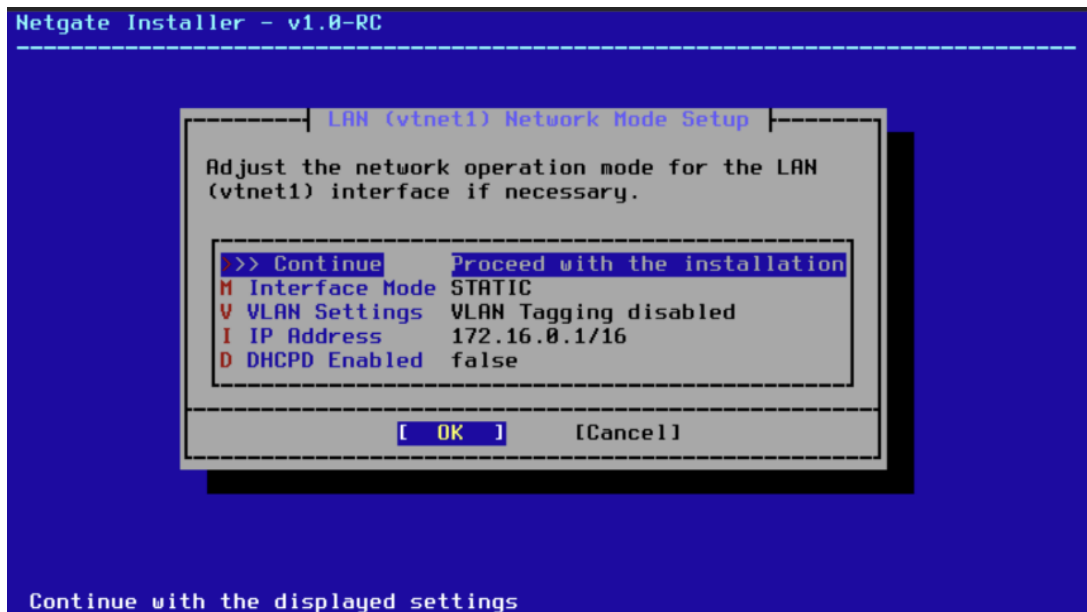 Netgate Installer - v1.0-RC
LAN (vtnet1) Network Mode Setup
Adjust the network operation mode for the LAN
(vtnet1) interface if necessary.
>>> Continue Proceed with the installation
M Interface Mode STATIC
V VLAN Settings VLAN Tagging disabled
I IP Address 172.16.0.1/16
D DHCPD Enabled false
[ OK ] [Cancel]
Continue with the displayed settings